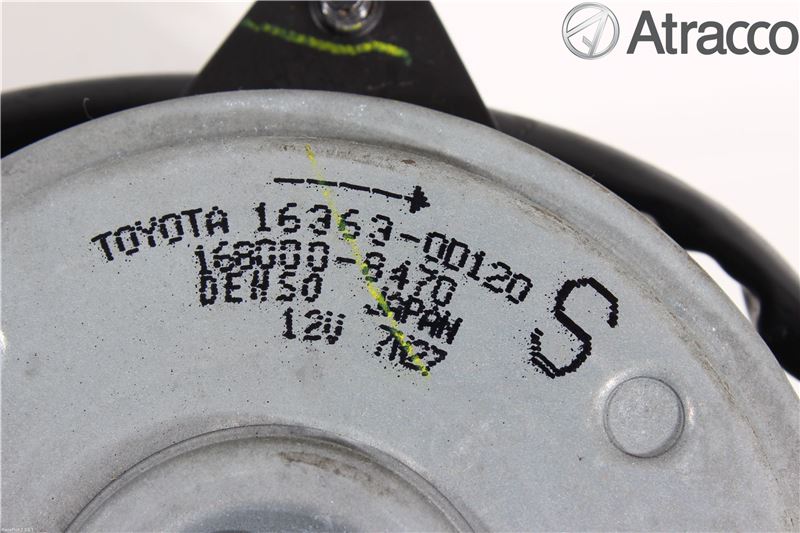 Atracco
TOYOTA 16363-0D120
168000-8470
DENSO JAPAN
12V
S